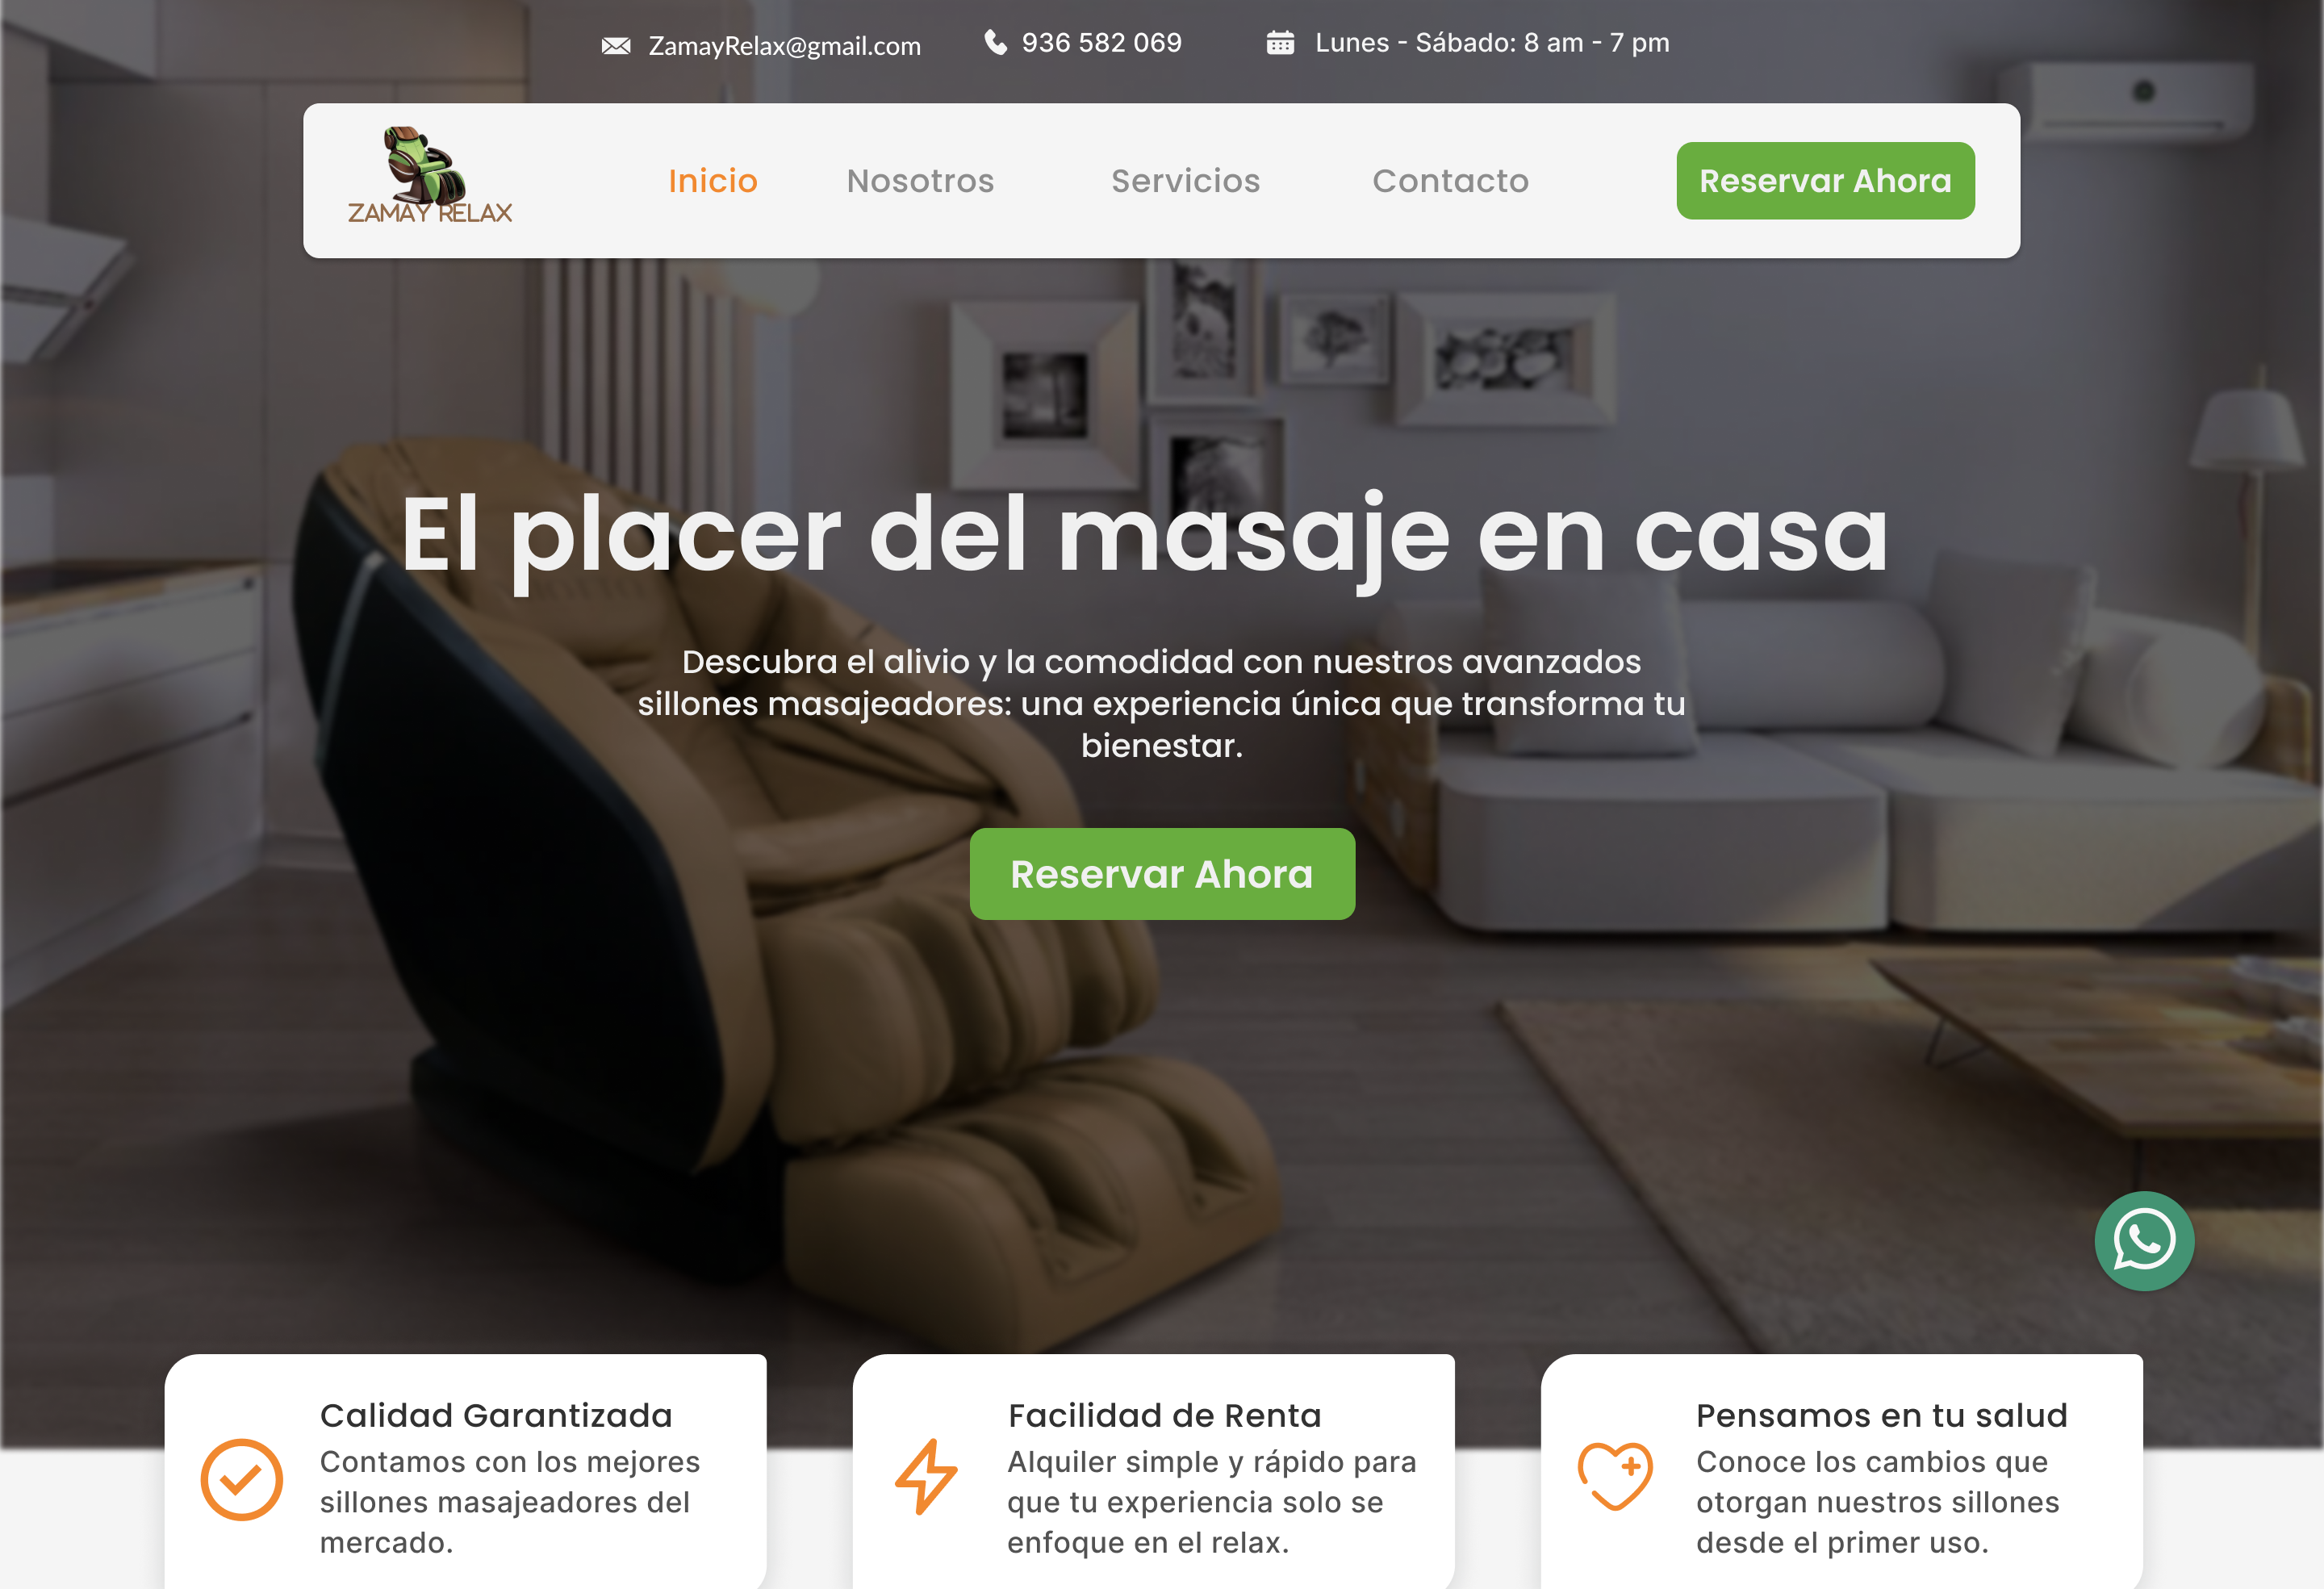 ZamayRelax@gmail.com
936 582 069
Lunes - Sábado: 8 am - 7 pm
ZAMAY RELAX
Inicio
Nosotros
Servicios
Contacto
Reservar Ahora
El placer del masaje en casa
Descubra el alivio y la comodidad con nuestros avanzados
sillones masajeadores: una experiencia única que transforma tu
bienestar.
Reservar Ahora
Calidad Garantizada
Contamos con los mejores
sillones masajeadores del
mercado.
Facilidad de Renta
Alquiler simple y rápido para
que tu experiencia solo se
enfoque en el relax.
Pensamos en tu salud
Conoce los cambios que
otorgan nuestros sillones
desde el primer uso.